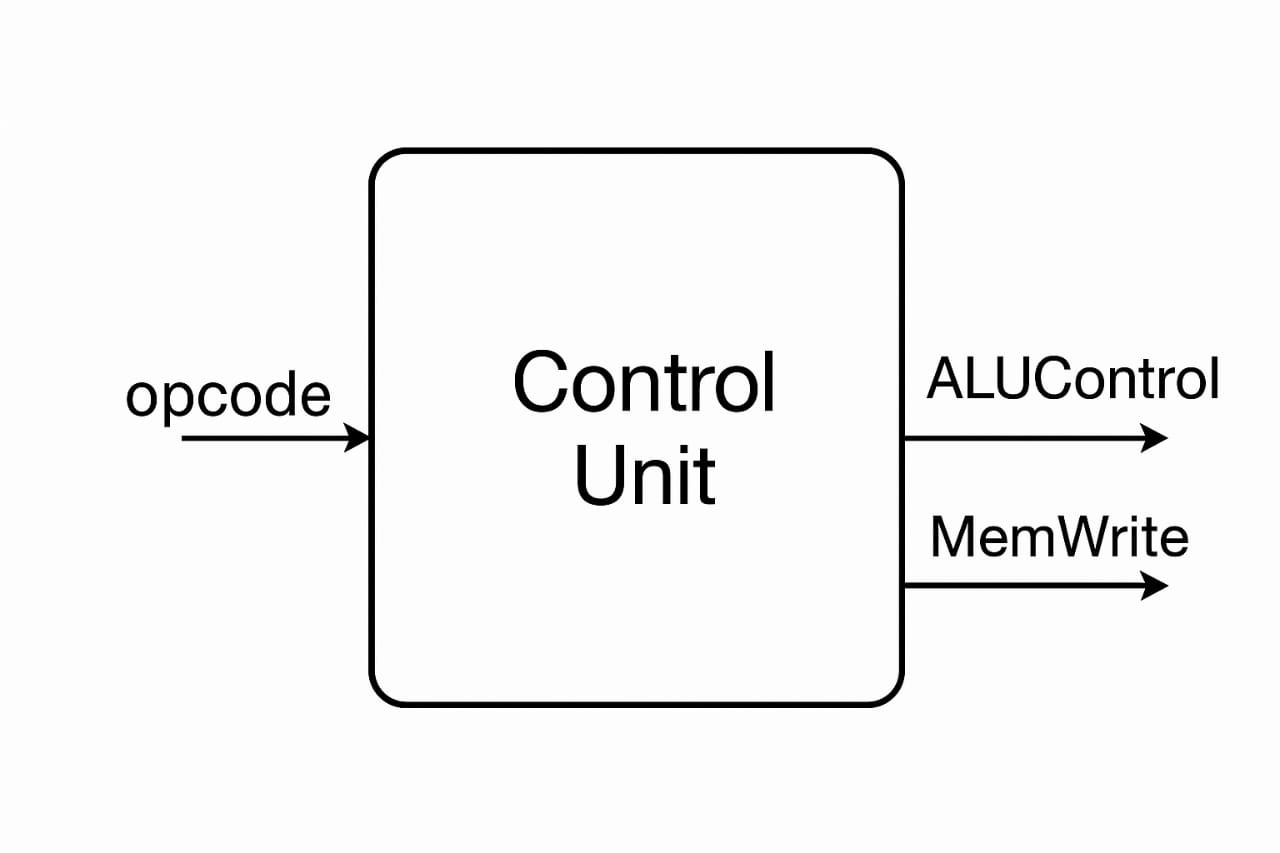 opcode
Control
Unit
ALUControl
MemWrite